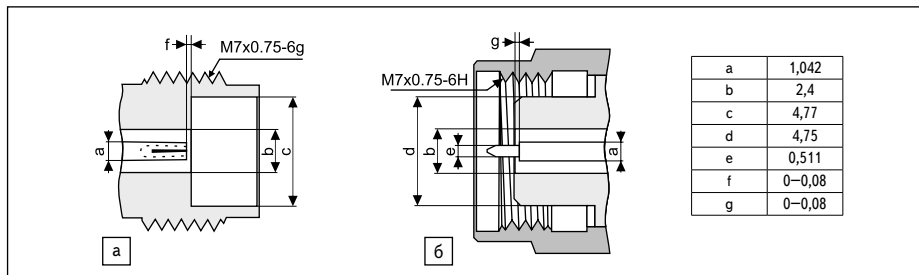 f
M7x0.75-6g
a
b
c
а
g
M7x0.75-6H
d
b
e
a
б
a 1,042
b 2,4
c 4,77
d 4,75
e 0,511
f 0—0,08
g 0—0,08